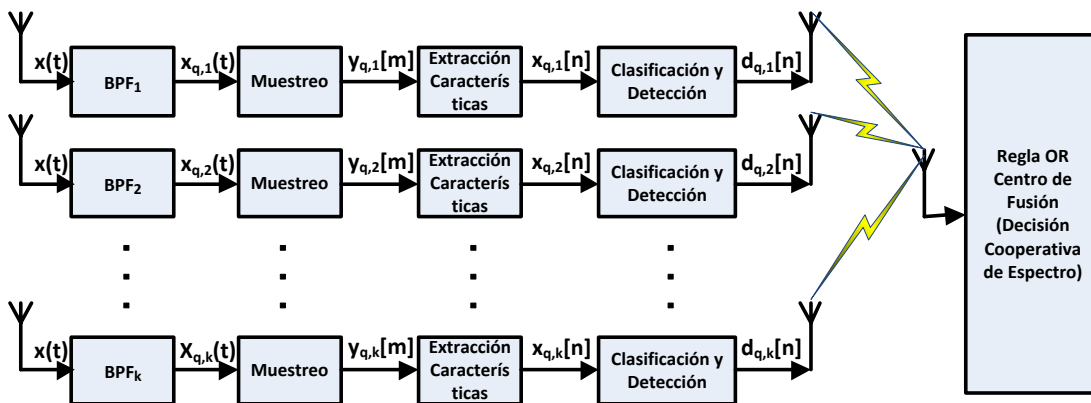 x(t)
BPF1
xq,1(t)
Muestreo
yq,1[m]
Extracción
Caracterís
ticas
xq,1[n]
Clasificación y
Detección
dq,1[n]
x(t)
BPF2
xq,2(t)
Muestreo
yq,2[m]
Extracción
Caracterís
ticas
xq,2[n]
Clasificación y
Detección
dq,2[n]
x(t)
BPFk
Xq,k(t)
Muestreo
yq,k[m]
Extracción
Caracterís
ticas
xq,k[n]
Clasificación y
Detección
dq,k[n]
Regla OR
Centro de
Fusión
(Decisión
Cooperativa
de Espectro)